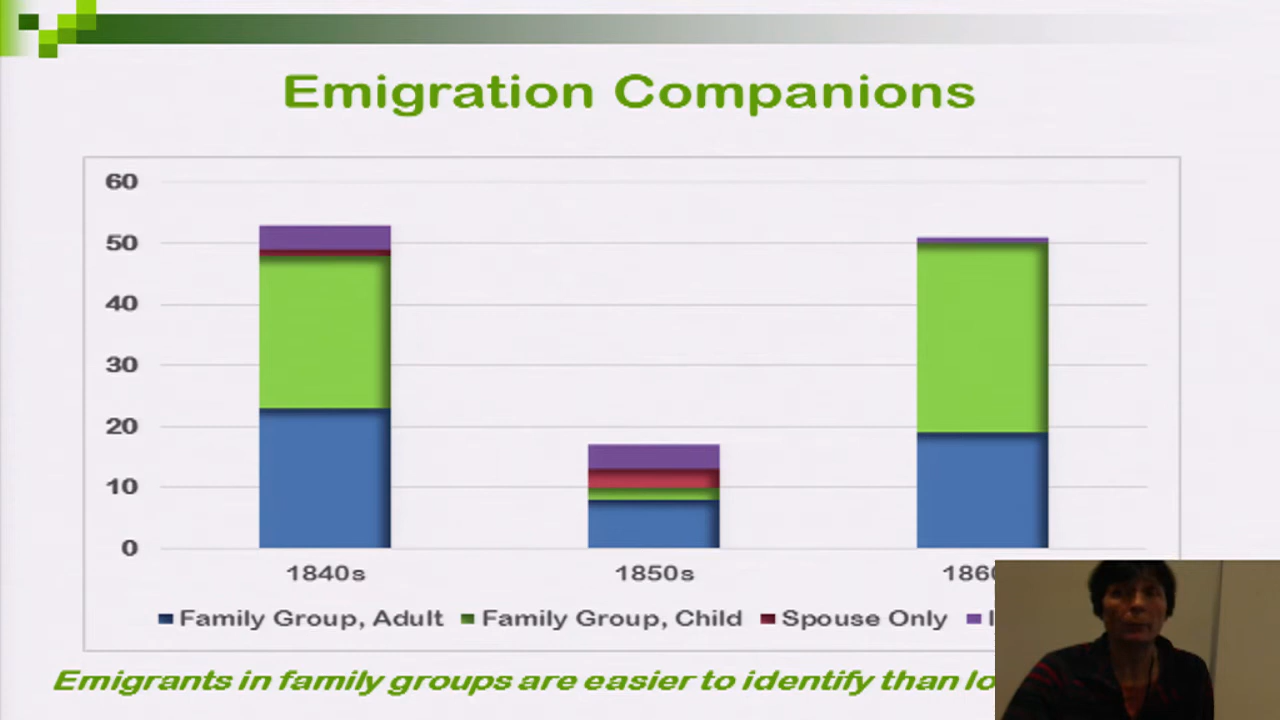 Emigration Companions
60
50
40
30
20
10
0
1840s 1850s
Family Group, Adult Family Group, Child Spouse Only
Emigrants in family groups are easier to identify than